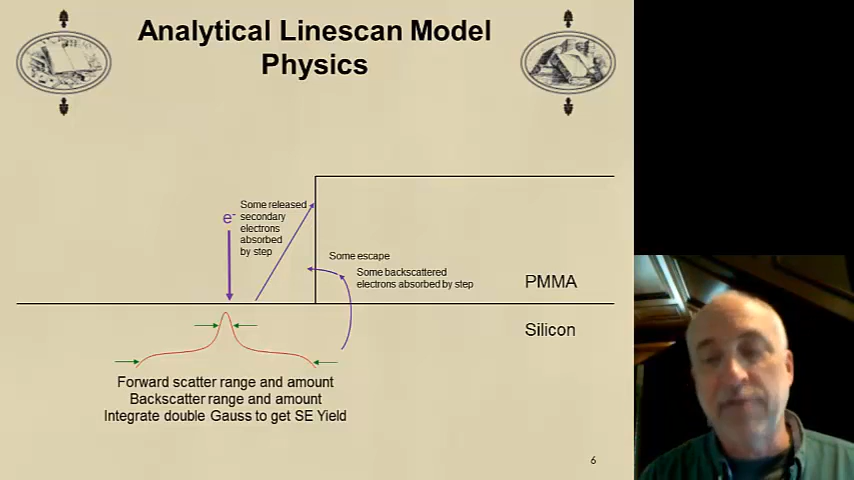 Analytical Linescan Model
Physics
e-
Some released
secondary
electrons
absorbed
by step
Some escape
Some backscattered
electrons absorbed by step
PMMA
Silicon
Forward scatter range and amount
Backscatter range and amount
Integrate double Gauss to get SE Yield
6